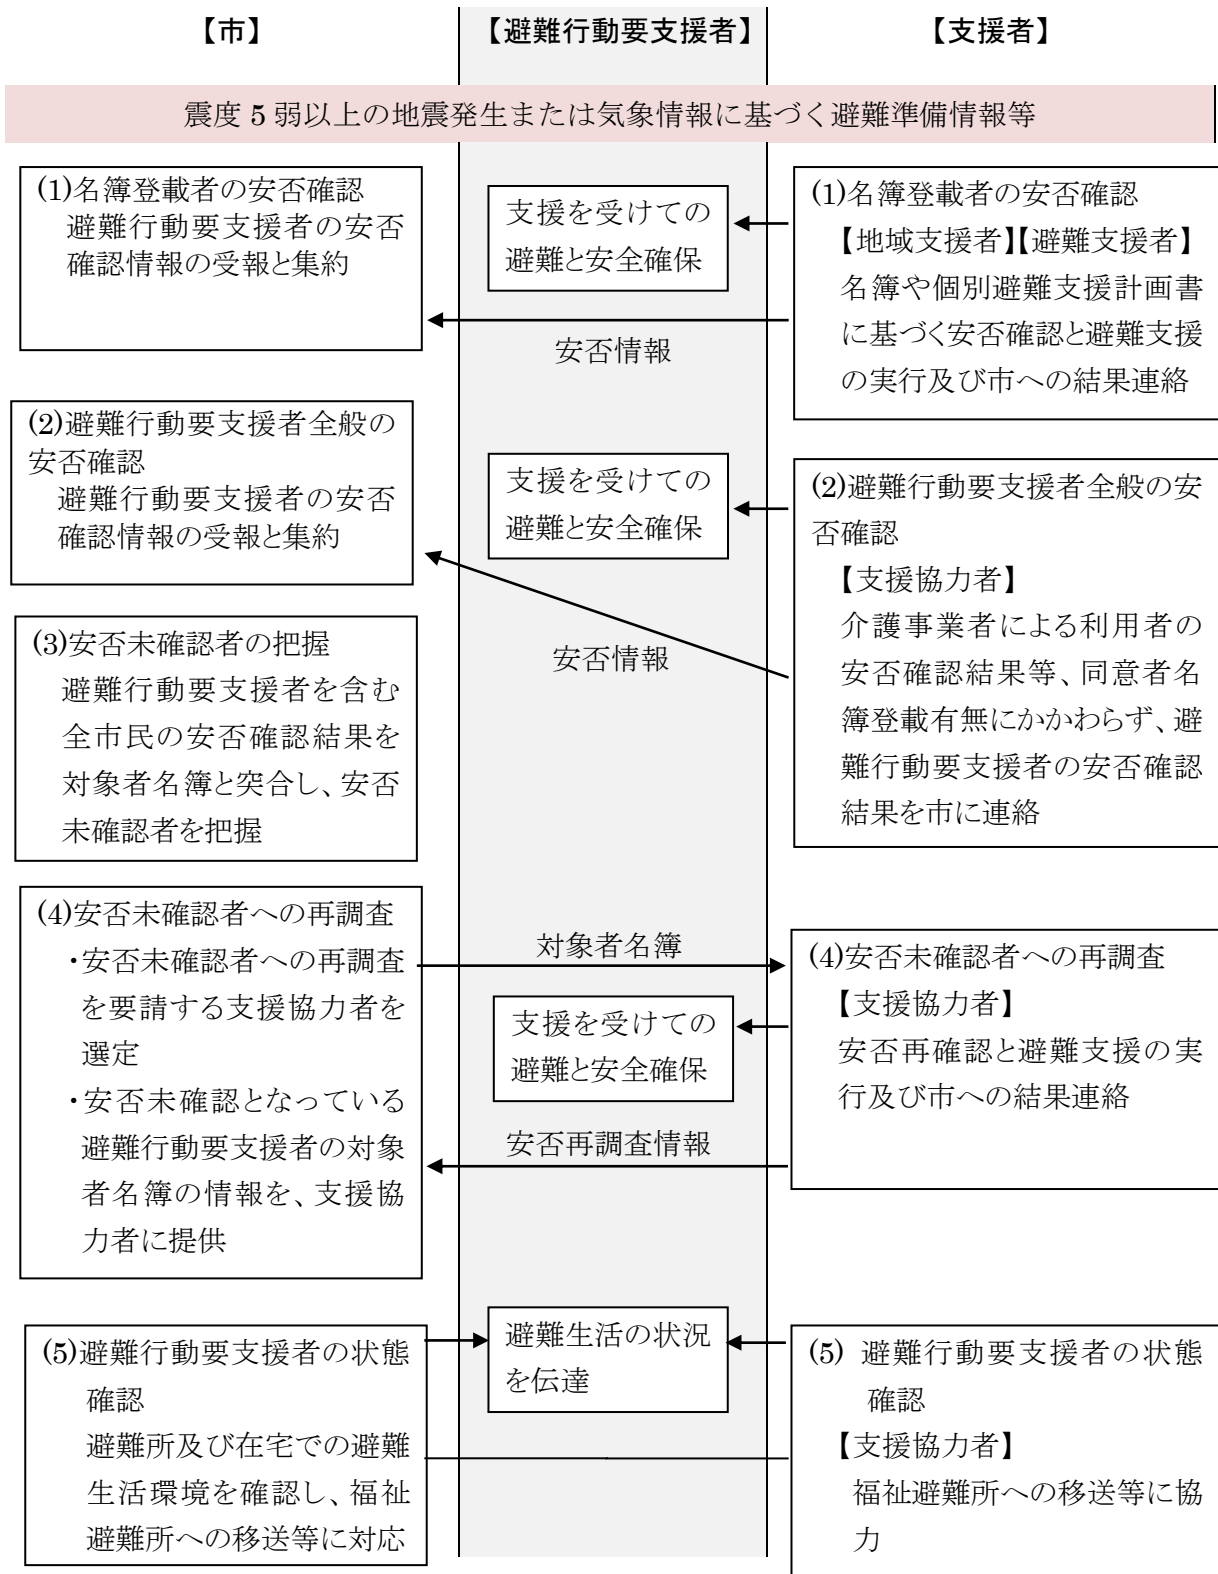 【市】
【避難行動要支援者】
【支援者】
震度 5 弱以上の地震発生または気象情報に基づく避難準備情報等
(1)名簿登載者の安否確認
避難行動要支援者の安否
確認情報の受報と集約
支援を受けての
避難と安全確保
(1)名簿登載者の安否確認
【地域支援者】【避難支援者】
名簿や個別避難支援計画書
に基づく安否確認と避難支援
の実行及び市への結果連絡
安否情報
(2)避難行動要支援者全般の
安否確認
避難行動要支援者の安否
確認情報の受報と集約
支援を受けての
避難と安全確保
(2)避難行動要支援者全般の安
否確認
【支援協力者】
介護事業者による利用者の
安否確認結果等、同意者名
簿登載有無にかかわらず、避
難行動要支援者の安否確認
結果を市に連絡
安否情報
(3)安否未確認者の把握
避難行動要支援者を含む
全市民の安否確認結果を
対象者名簿と突合し、安否
未確認者を把握
(4)安否未確認者への再調査
・安否未確認者への再調査
を要請する支援協力者を
選定
・安否未確認となっている
避難行動要支援者の対象
者名簿の情報を、支援協
力者に提供
対象者名簿
支援を受けての
避難と安全確保
安否再調査情報
(4)安否未確認者への再調査
【支援協力者】
安否再確認と避難支援の実
行及び市への結果連絡
(5)避難行動要支援者の状態
確認
避難所及び在宅での避難
生活環境を確認し、福祉
避難所への移送等に対応
避難生活の状況
を伝達
(5) 避難行動要支援者の状態
確認
【支援協力者】
福祉避難所への移送等に協
力